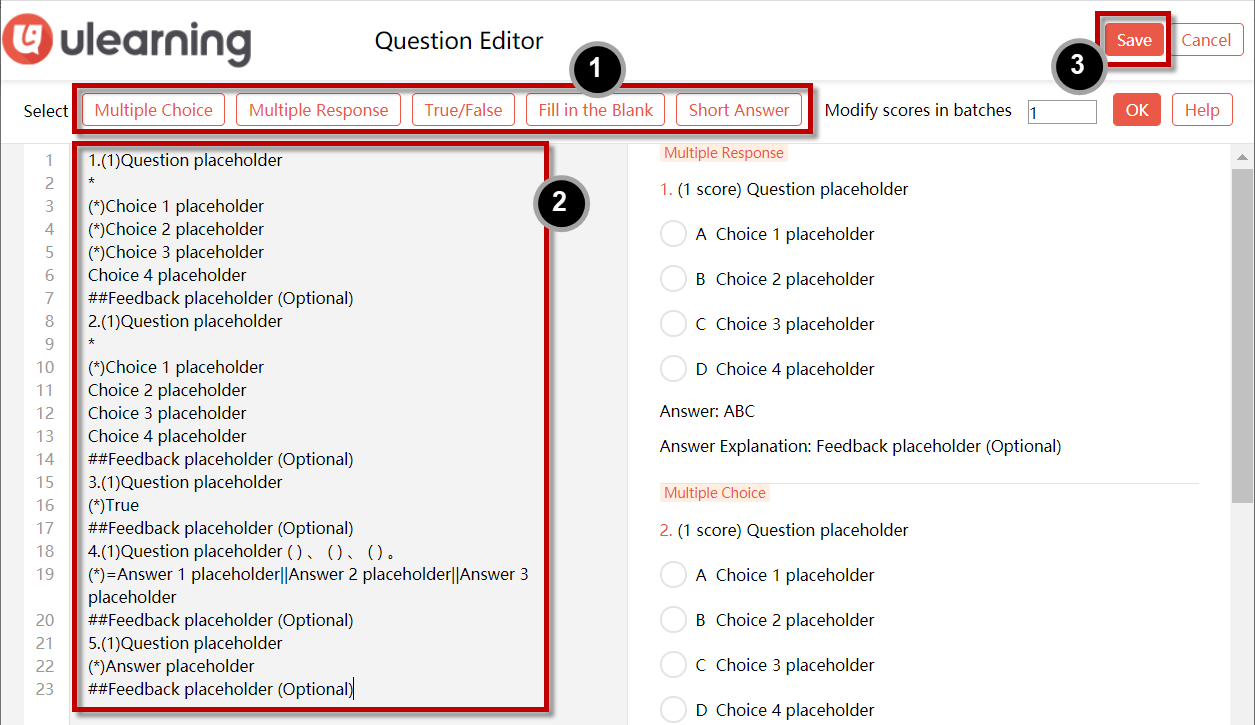 ulearning
Question Editor
Save
Cancel
1
3
Select
Multiple Choice
Multiple Response
True/False
Fill in the Blank
Short Answer
Modify scores in batches
1
OK
Help
2
1 1.(1)Question placeholder
2 *
3 (*)Choice 1 placeholder
4 (*)Choice 2 placeholder
5 (*)Choice 3 placeholder
6 Choice 4 placeholder
7 ##Feedback placeholder (Optional)
8 2.(1)Question placeholder
9 *
10 (*)Choice 1 placeholder
11 Choice 2 placeholder
12 Choice 3 placeholder
13 Choice 4 placeholder
14 ##Feedback placeholder (Optional)
15 3.(1)Question placeholder
16 (*)True
17 ##Feedback placeholder (Optional)
18 4.(1)Question placeholder ( ) 、 ( ) 、 ( ) 。
19 (*)=Answer 1 placeholder||Answer 2 placeholder||Answer 3
placeholder
20 ##Feedback placeholder (Optional)
21 5.(1)Question placeholder
22 (*)Answer placeholder
23 ##Feedback placeholder (Optional)
Multiple Response
1. (1 score) Question placeholder
A Choice 1 placeholder
B Choice 2 placeholder
C Choice 3 placeholder
D Choice 4 placeholder
Answer: ABC
Answer Explanation: Feedback placeholder (Optional)
Multiple Choice
2. (1 score) Question placeholder
A Choice 1 placeholder
B Choice 2 placeholder
C Choice 3 placeholder
D Choice 4 placeholder